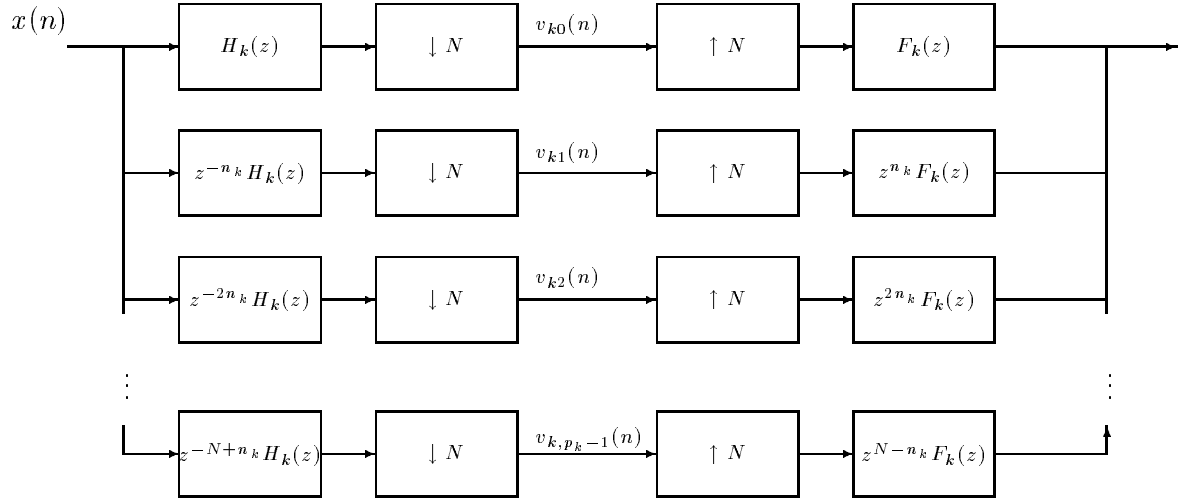 x(n)
H_k(z) ↓ N v_{k0}(n) ↑ N F_k(z)
z^{-n_k} H_k(z) ↓ N v_{k1}(n) ↑ N z^{n_k} F_k(z)
z^{-2n_k} H_k(z) ↓ N v_{k2}(n) ↑ N z^{2n_k} F_k(z)
⋮ ⋮
z^{-N+n_k} H_k(z) ↓ N v_{k,p_k-1}(n) ↑ N z^{N-n_k} F_k(z)